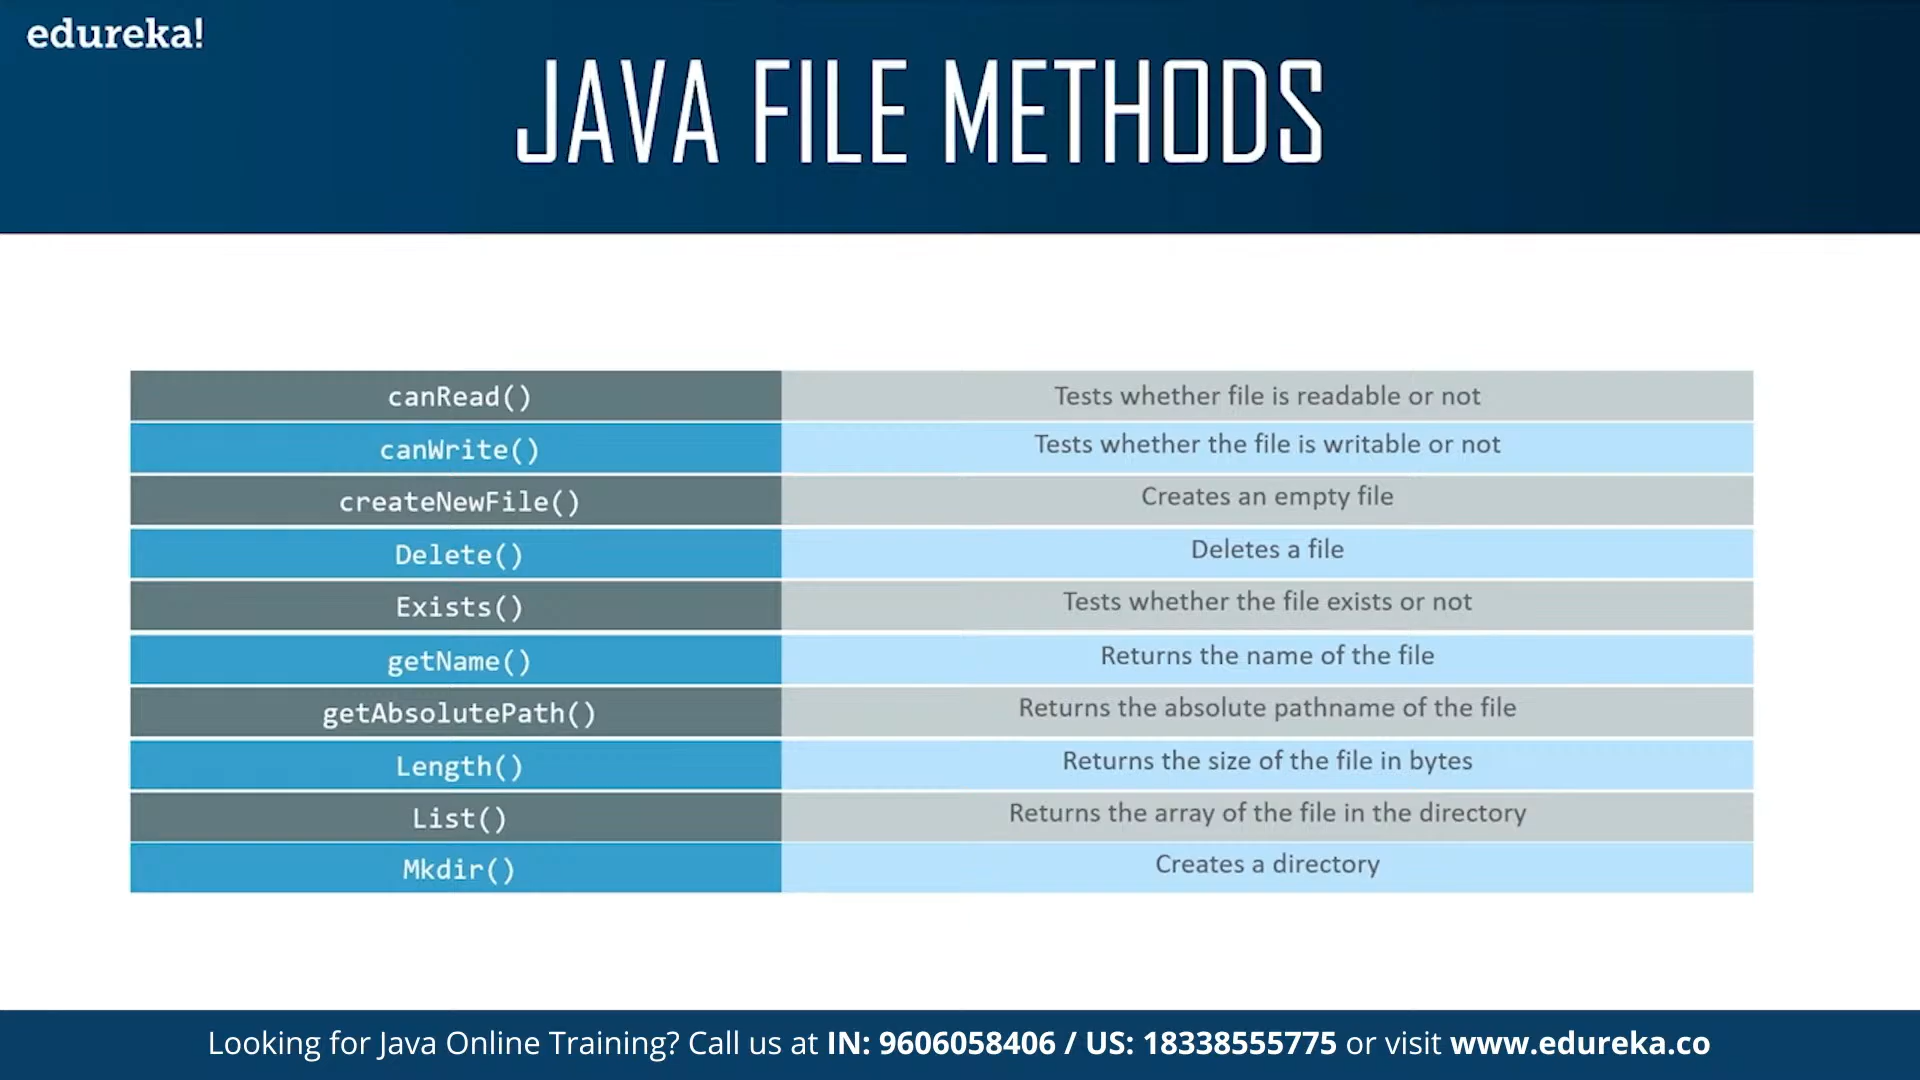 edureka!
JAVA FILE METHODS
canRead() Tests whether file is readable or not
canWrite() Tests whether the file is writable or not
createNewFile() Creates an empty file
Delete() Deletes a file
Exists() Tests whether the file exists or not
getName() Returns the name of the file
getAbsolutePath() Returns the absolute pathname of the file
Length() Returns the size of the file in bytes
List() Returns the array of the file in the directory
Mkdir() Creates a directory
Looking for Java Online Training? Call us at IN: 9606058406 / US: 18338555775 or visit www.edureka.co